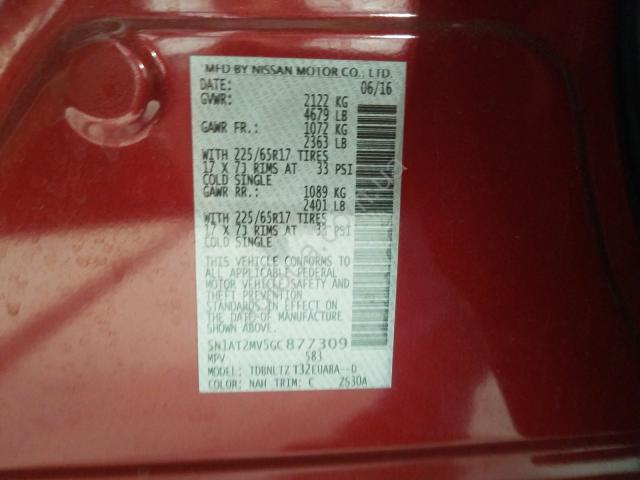 MFD BY NISSAN MOTOR CO., LTD.
DATE: 06/16
GVWR: 2122 KG
4679 LB
GAWR FR.: 1072 KG
2363 LB
WITH 225/65R17 TIRES
17 X 7J RIMS AT 33 PSI
COLD SINGLE
GAWR RR.: 1089 KG
2401 LB
WITH 225/65R17 TIRES
17 X 7J RIMS AT 33 PSI
COLD SINGLE
THIS VEHICLE CONFORMS TO
ALL APPLICABLE FEDERAL
MOTOR VEHICLE SAFETY AND
THEFT PREVENTION
STANDARDS IN EFFECT ON
THE DATE OF MANUFACTURE
SHOWN ABOVE.
5N1AT2MV5GC877309
MPV 583
MODEL: TDBNLTZ T32EUABA--D
COLOR: NAH TRIM: C 2S30A